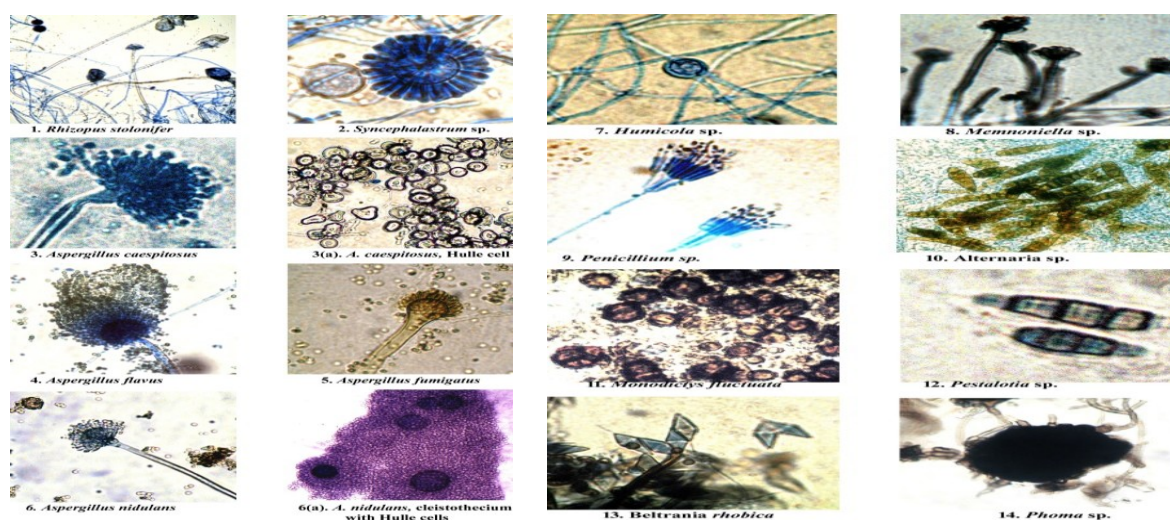 1. Rhizopus stolonifer
2. Syncephalastrum sp.
7. Humicola sp.
8. Memnoniella sp.
3. Aspergillus caespitosus
3(a). A. caespitosus, Hulle cell
9. Penicillium sp.
10. Alternaria sp.
4. Aspergillus flavus
5. Aspergillus fumigatus
11. Monodictys fluctuata
12. Pestalotia sp.
6. Aspergillus nidulans
6(a). A. nidulans, cleistothecium
with Hulle cells
13. Beltrania rhobica
14. Phoma sp.